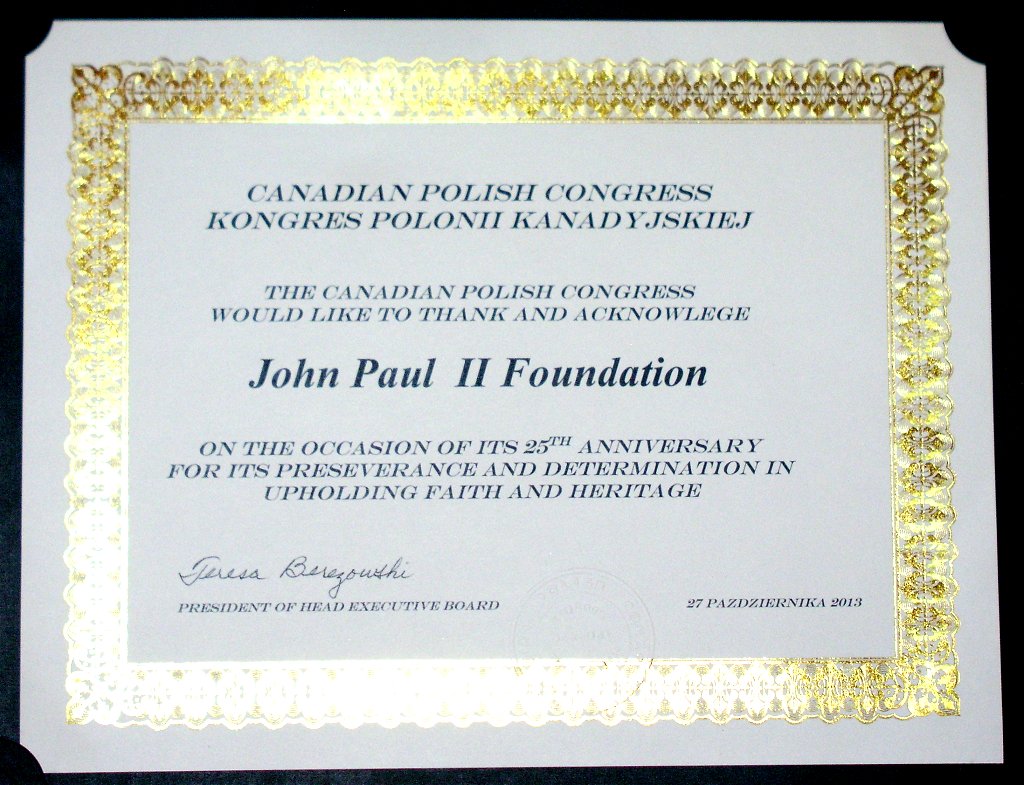 CANADIAN POLISH CONGRESS
KONGRES POLONII KANADYJSKIEJ
THE CANADIAN POLISH CONGRESS
WOULD LIKE TO THANK AND ACKNOWLEGE
John Paul II Foundation
ON THE OCCASION OF ITS 25TH ANNIVERSARY
FOR ITS PRESEVERANCE AND DETERMINATION IN
UPHOLDING FAITH AND HERITAGE
Teresa Berezowski
PRESIDENT OF HEAD EXECUTIVE BOARD
27 PAZDZIERNIKA 2013